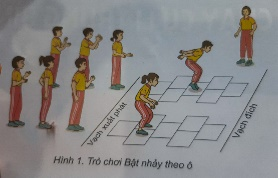 Vạch xuất phát
Vạch đích
Hình 1. Trò chơi Bật nhảy theo ô